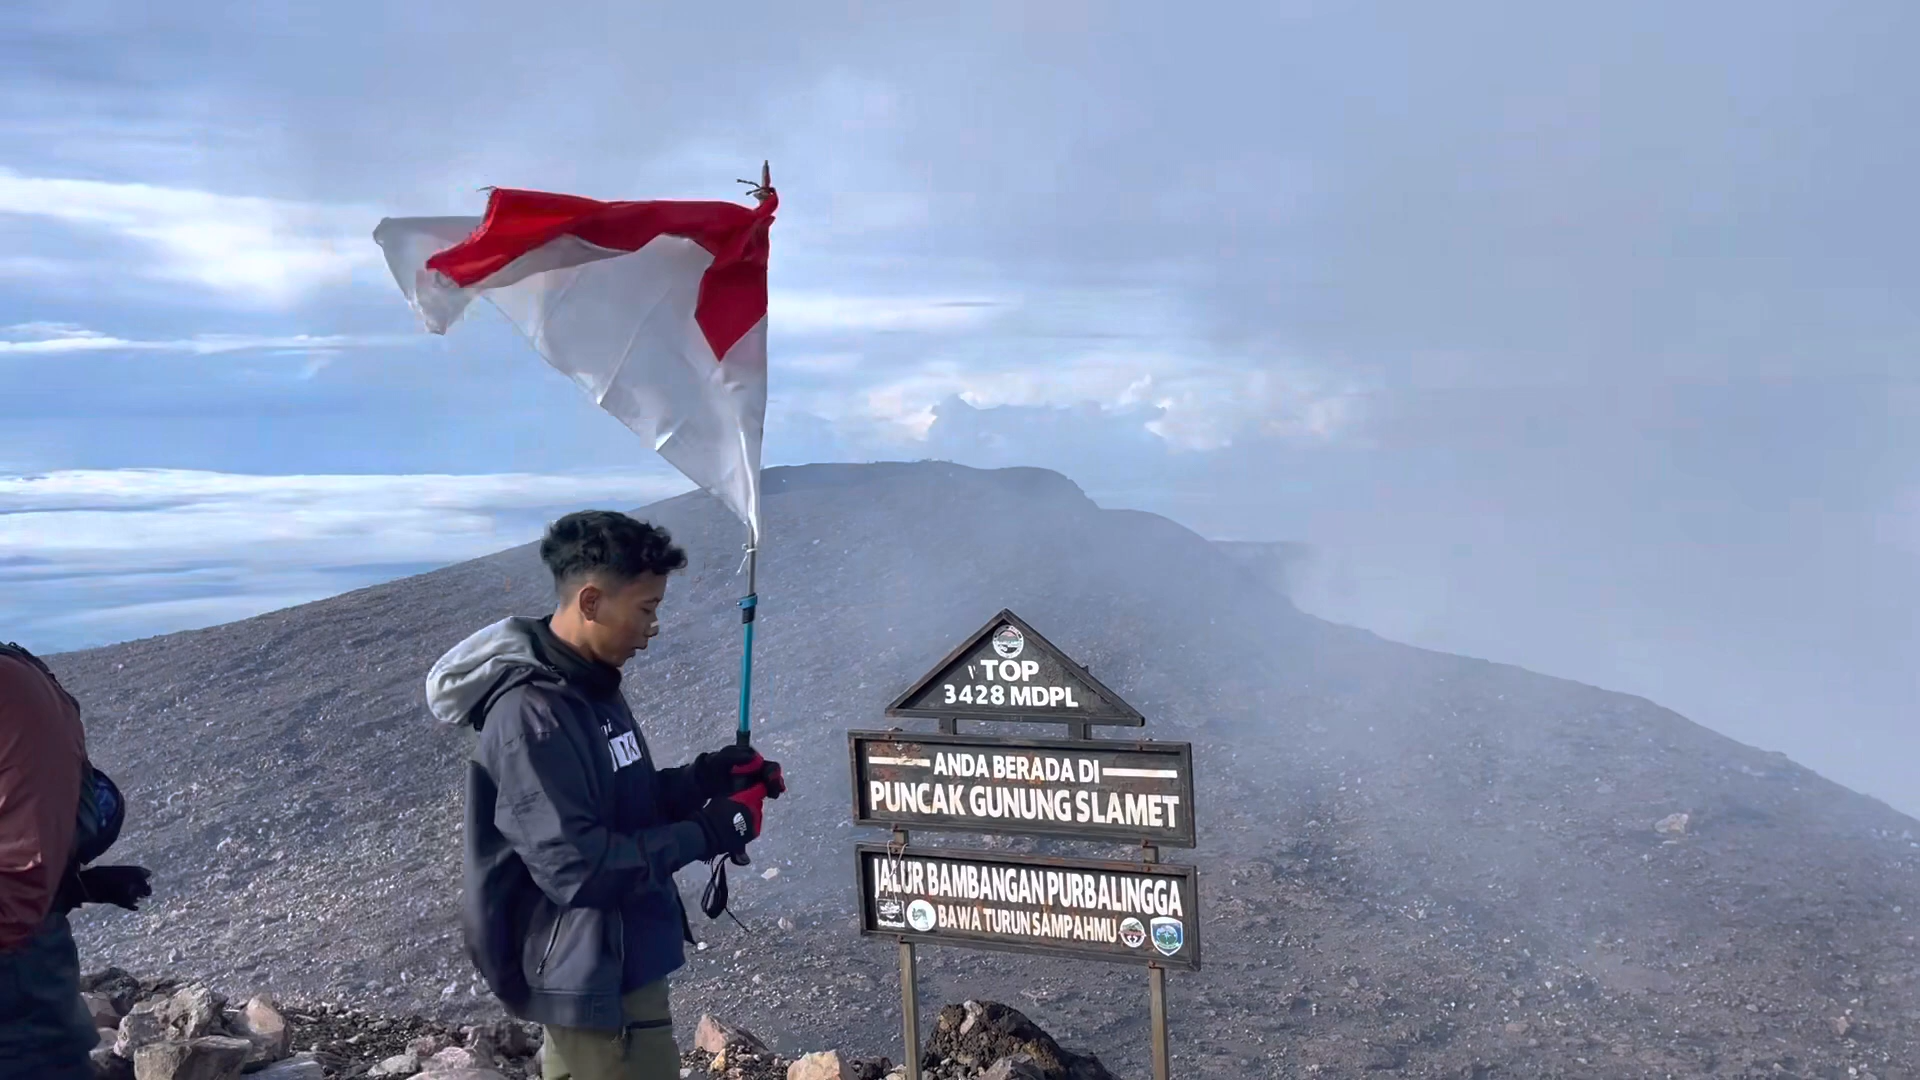 TOP
3428 MDPL
ANDA BERADA DI
PUNCAK GUNUNG SLAMET
JALUR BAMBANGAN PURBALINGGA
BAWA TURUN SAMPAHMU